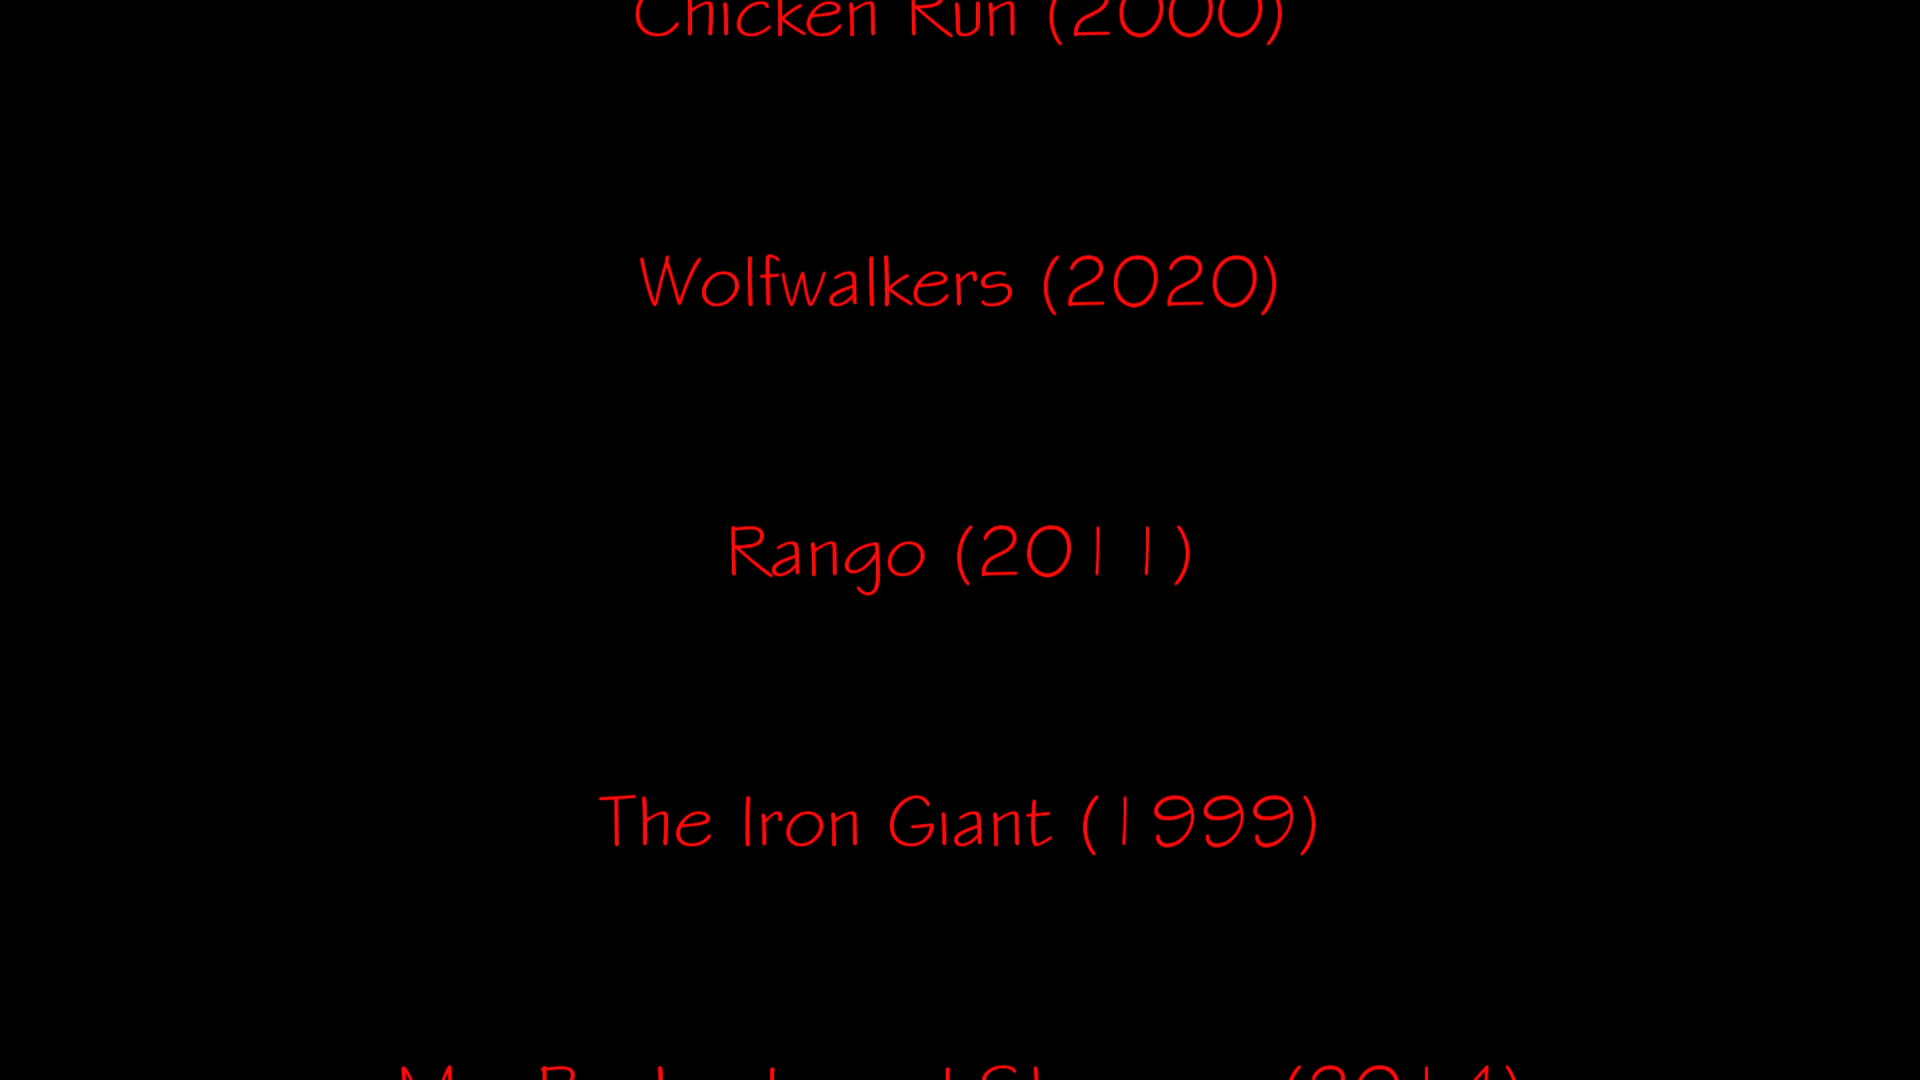 Chicken Run (2000)
Wolfwalkers (2020)
Rango (2011)
The Iron Giant (1999)